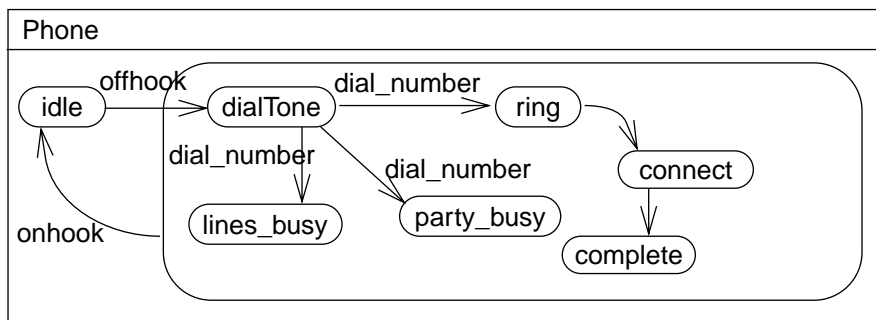 Phone
offhook
dial_number
idle
dialTone
ring
dial_number
dial_number
connect
lines_busy
party_busy
onhook
complete